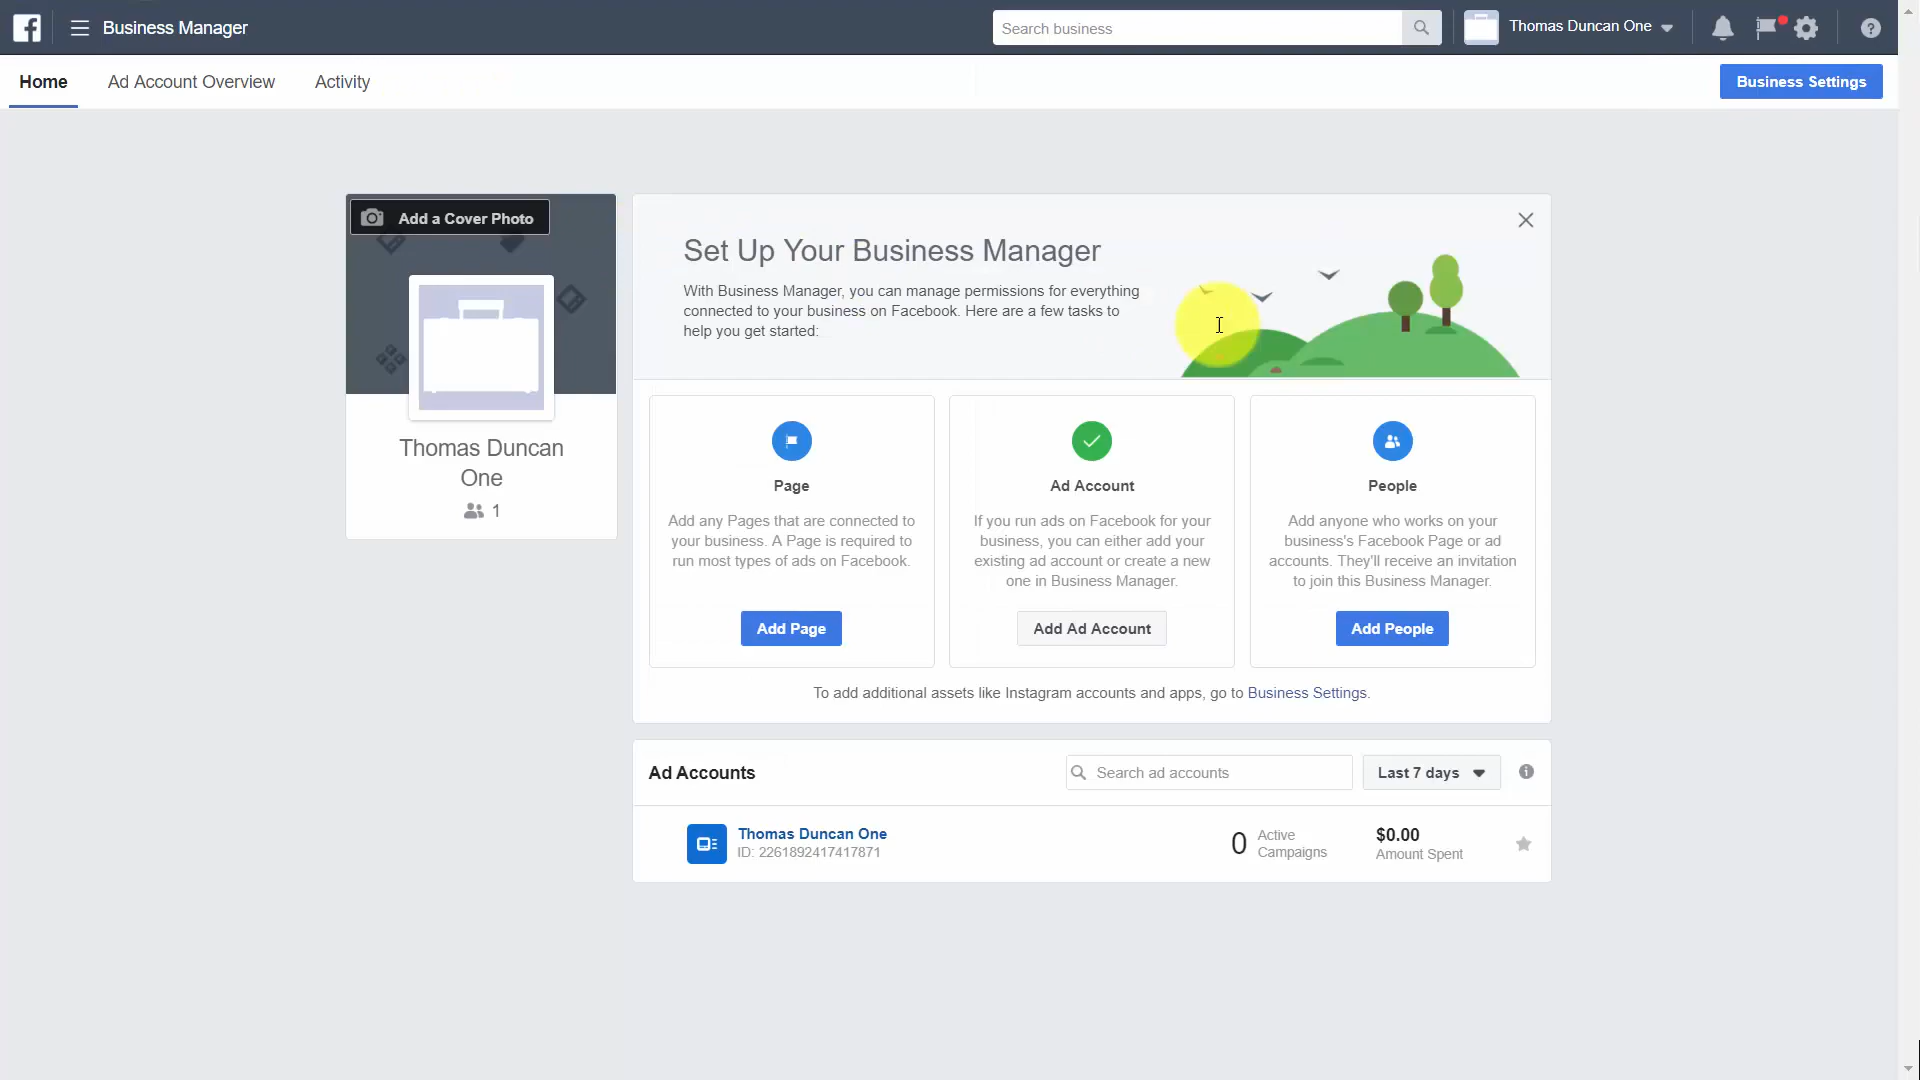 Business Manager
Search business
Thomas Duncan One
Home
Ad Account Overview
Activity
Business Settings
Add a Cover Photo
Thomas Duncan
One
1
Set Up Your Business Manager
With Business Manager, you can manage permissions for everything
connected to your business on Facebook. Here are a few tasks to
help you get started:
Page
Add any Pages that are connected to
your business. A Page is required to
run most types of ads on Facebook.
Add Page
Ad Account
If you run ads on Facebook for your
business, you can either add your
existing ad account or create a new
one in Business Manager.
Add Ad Account
People
Add anyone who works on your
business's Facebook Page or ad
accounts. They'll receive an invitation
to join this Business Manager.
Add People
To add additional assets like Instagram accounts and apps, go to Business Settings.
Ad Accounts
Search ad accounts
Last 7 days
Thomas Duncan One
ID: 2261892417417871
0
Active
Campaigns
$0.00
Amount Spent